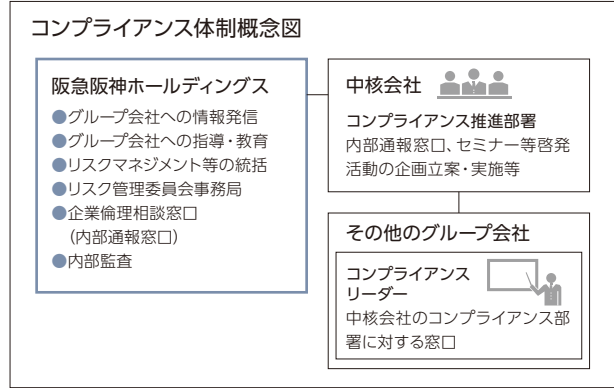 コンプライアンス体制概念図
阪急阪神ホールディングス
●グループ会社への情報発信
●グループ会社への指導・教育
●リスクマネジメント等の統括
●リスク管理委員会事務局
●企業倫理相談窓口
(内部通報窓口)
●内部監査
中核会社
コンプライアンス推進部署
内部通報窓口、セミナー等啓発
活動の企画立案・実施等
その他のグループ会社
コンプライアンス
リーダー
中核会社のコンプライアンス部
署に対する窓口